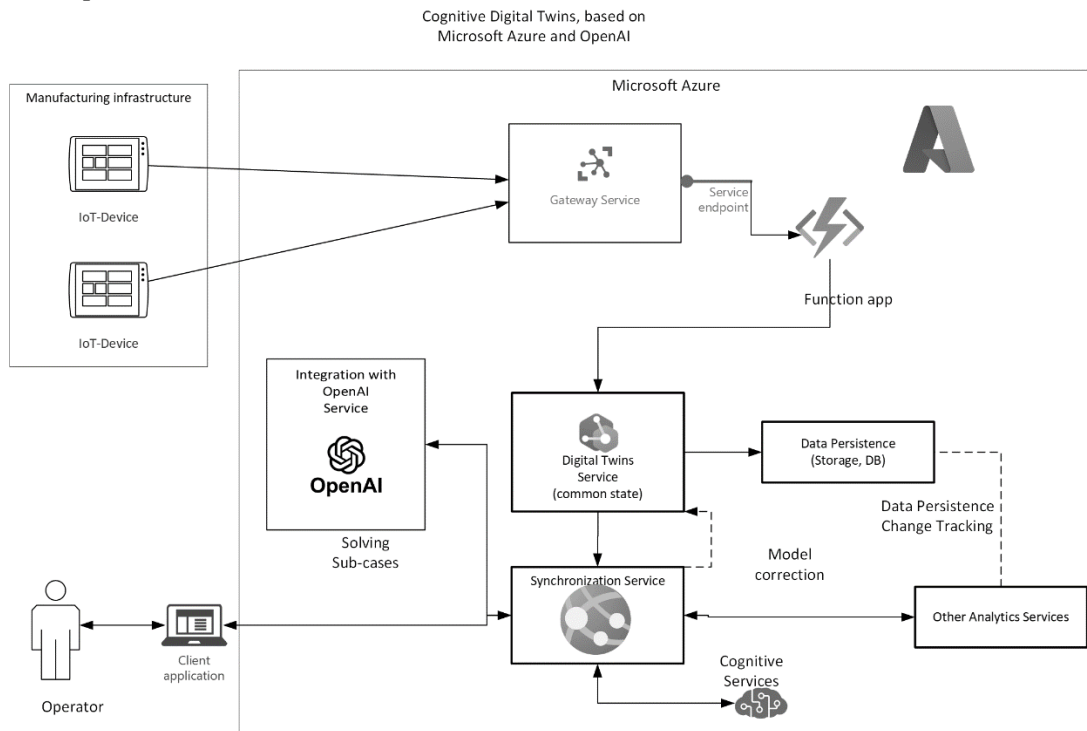 Cognitive Digital Twins, based on
Microsoft Azure and OpenAI
Manufacturing infrastructure
IoT-Device
IoT-Device
Microsoft Azure
Gateway Service
Service
endpoint
Function app
Integration with
OpenAI
Service
OpenAI
Solving
Sub-cases
Digital Twins
Service
(common state)
Data Persistence
(Storage, DB)
Data Persistence
Change Tracking
Model
correction
Synchronization Service
Other Analytics Services
Cognitive
Services
Client
application
Operator